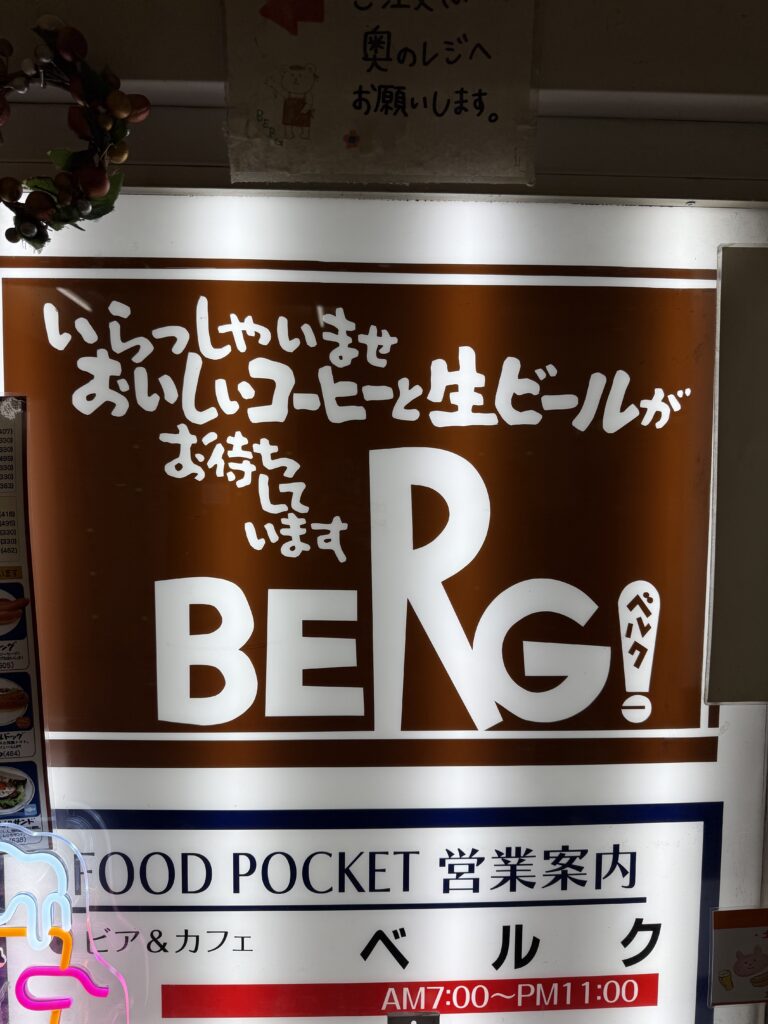 奥のレジへ
お願いします。
BERG
いらっしゃいませ
おいしいコーヒーと生ビールが
お待ち
して
います
BERG!
ベルク
FOOD POCKET 営業案内
ビア&カフェ ベルク
AM7:00〜PM11:00